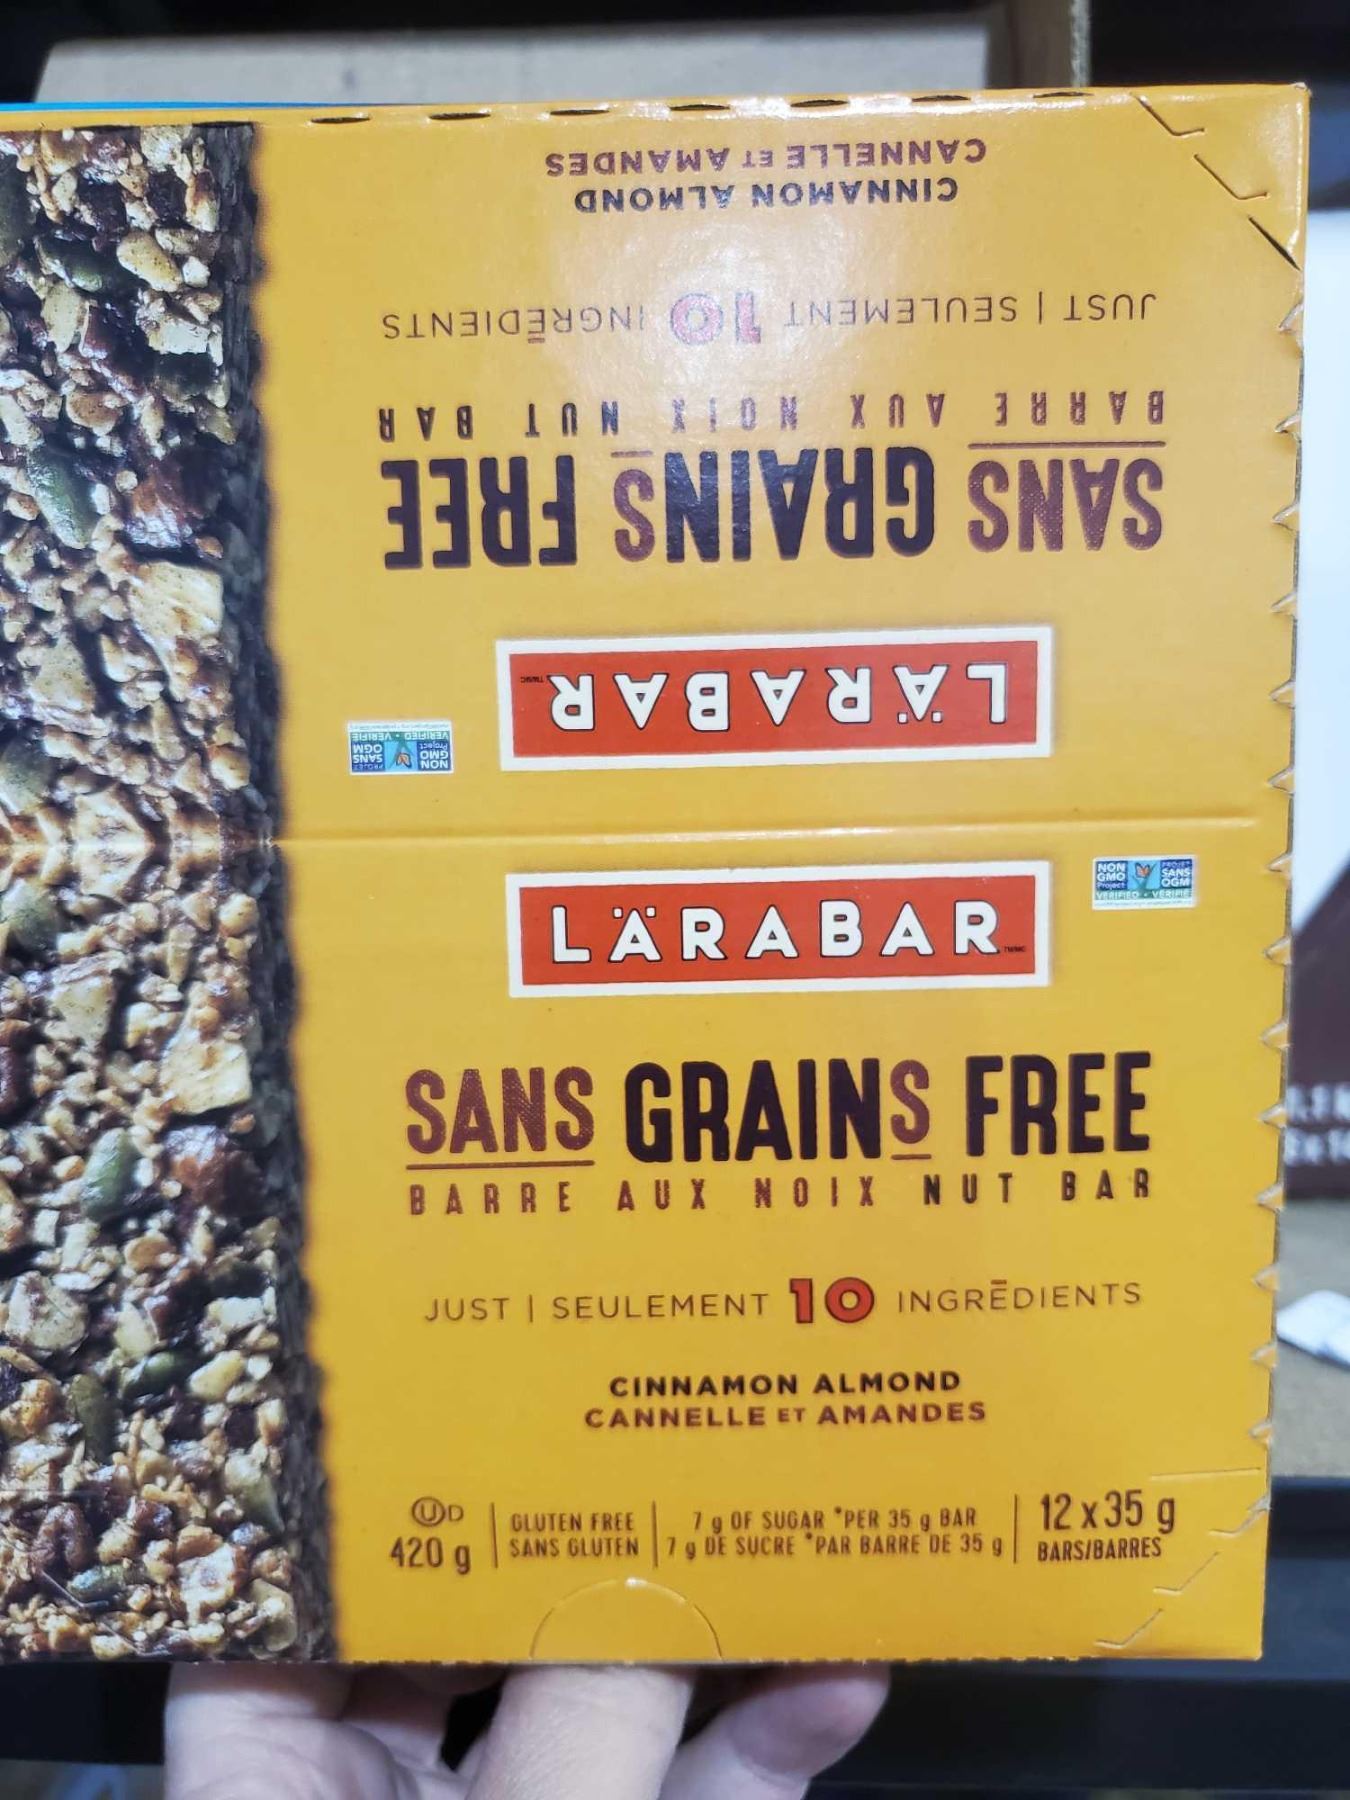 CANNELLE ET AMANDES
CINNAMON ALMOND
JUST | SEULEMENT 10 INGRĒDIENTS
BARRE AUX NOIX NUT BAR
SANS GRAINS FREE
LÄRABAR
NON GMO Project PROJET SANS OGM
VERIFIED • VÉRIFIÉ
LÄRABAR
NON GMO Project PROJET SANS OGM
VERIFIED • VÉRIFIÉ
SANS GRAINS FREE
BARRE AUX NOIX NUT BAR
JUST | SEULEMENT 10 INGRĒDIENTS
CINNAMON ALMOND
CANNELLE ET AMANDES
UD
420 g
GLUTEN FREE
SANS GLUTEN
7 g OF SUGAR *PER 35 g BAR
7 g DE SUCRE *PAR BARRE DE 35 g
12 x 35 g
BARS/BARRES